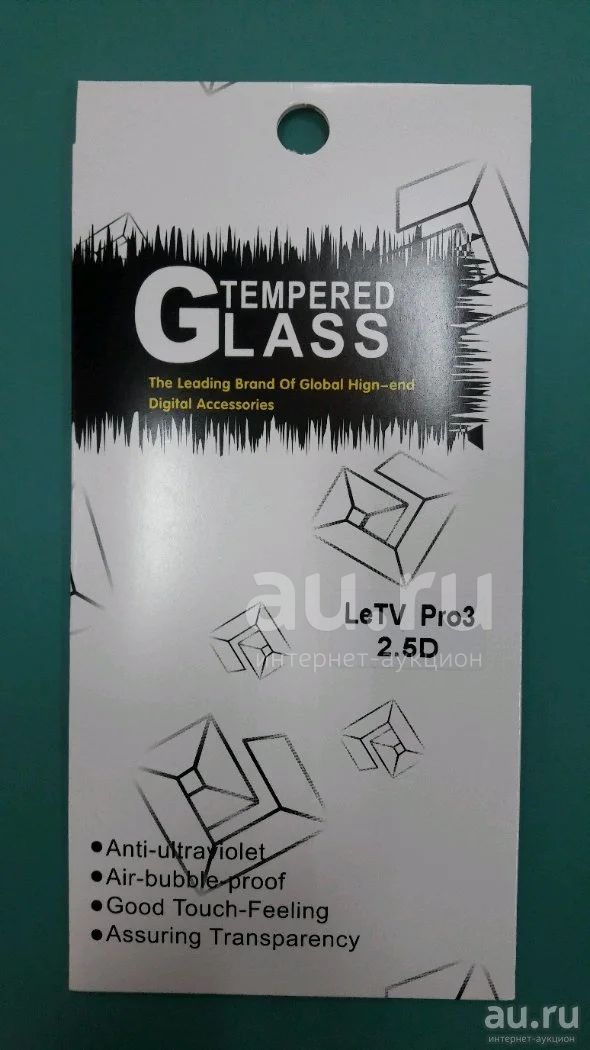 TEMPERED
GLASS
The Leading Brand Of Global Hign-end
Digital Accessories
au.ru
интернет-аукцион
LeTV Pro3
2.5D
●Anti-ultraviolet
●Air-bubble-proof
●Good Touch-Feeling
●Assuring Transparency
au.ru
интернет-аукцион